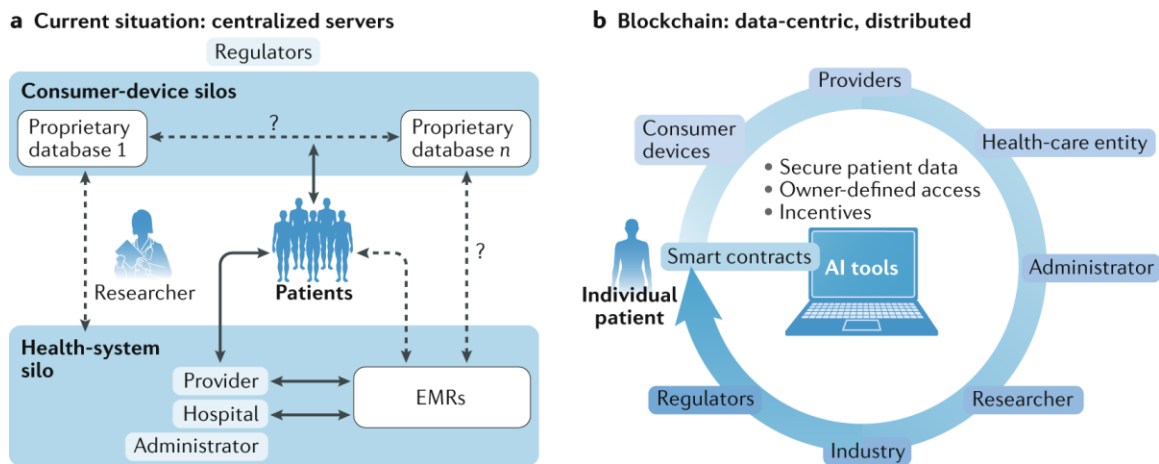 a Current situation: centralized servers
Regulators
Consumer-device silos
Proprietary
database 1
?
Proprietary
database n
Researcher
Patients
?
Health-system
silo
Provider
Hospital
Administrator
EMRs
b Blockchain: data-centric, distributed
Providers
Consumer
devices
Health-care entity
• Secure patient data
• Owner-defined access
• Incentives
Smart contracts
AI tools
Administrator
Individual
patient
Regulators
Researcher
Industry